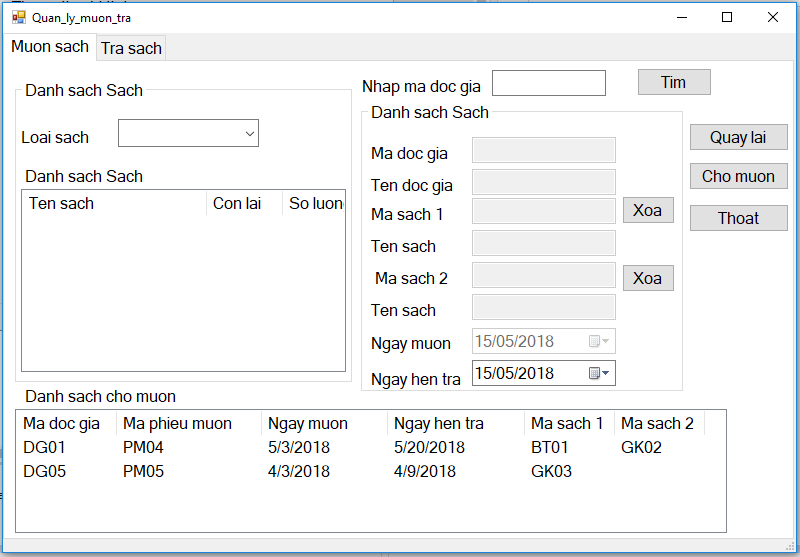 Quan_ly_muon_tra
Muon sach Tra sach
Danh sach Sach
Loai sach
Danh sach Sach
Ten sach Con lai So luon
Nhap ma doc gia Tim
Danh sach Sach
Ma doc gia
Ten doc gia
Ma sach 1 Xoa
Ten sach
Ma sach 2 Xoa
Ten sach
Ngay muon 15/05/2018
Ngay hen tra 15/05/2018
Quay lai
Cho muon
Thoat
Danh sach cho muon
Ma doc gia Ma phieu muon Ngay muon Ngay hen tra Ma sach 1 Ma sach 2
DG01 PM04 5/3/2018 5/20/2018 BT01 GK02
DG05 PM05 4/3/2018 4/9/2018 GK03